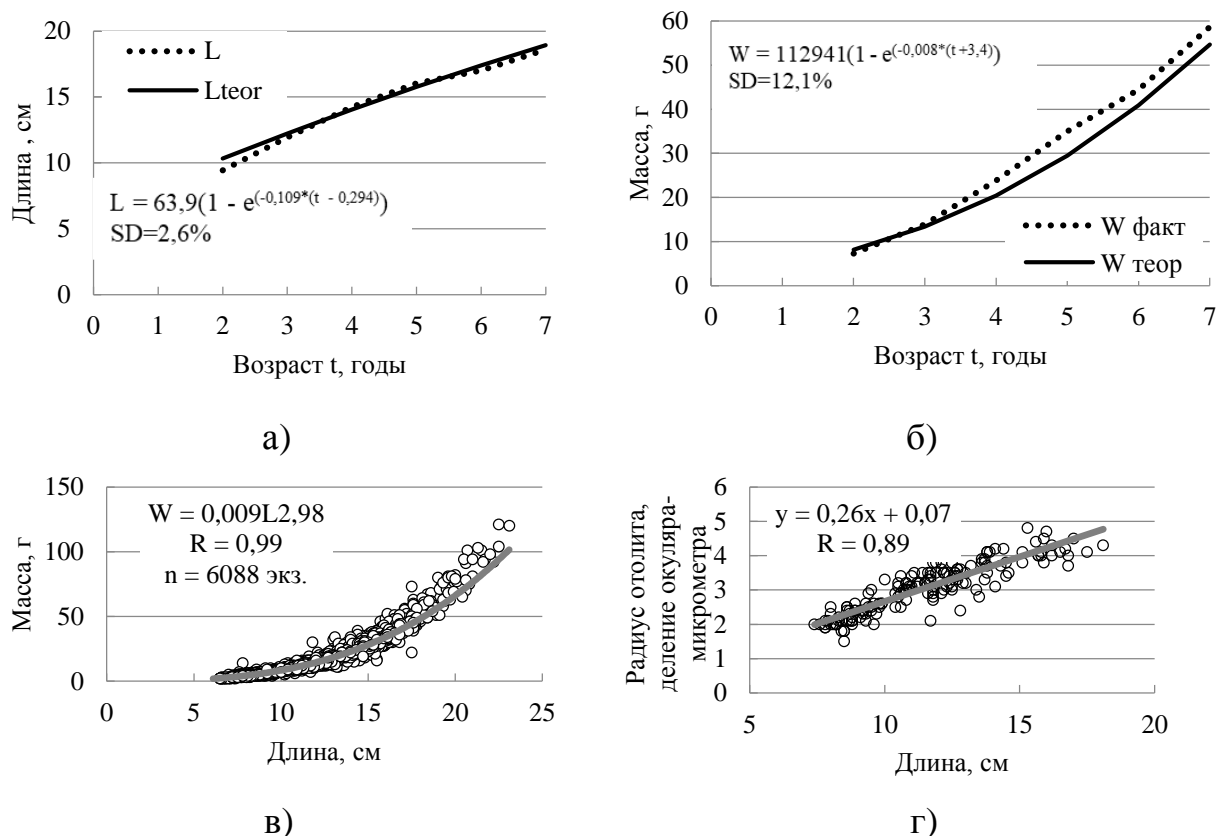 20
15
10
5
0
Длина , см
L
Lteor
L = 63,9(1 - e(-0,109*(t - 0,294))
SD=2,6%
0 1 2 3 4 5 6 7
Возраст t, годы
а)
60
50
40
30
20
10
0
Масса, г
W = 112941(1 - e(-0,008*(t+3,4))
SD=12,1%
W факт
W теор
0 1 2 3 4 5 6 7
Возраст t, годы
б)
150
100
50
0
Масса, г
W = 0,009L2,98
R = 0,99
n = 6088 экз.
0 5 10 15 20 25
Длина, см
в)
6
5
4
3
2
1
0
Радиус отолита,
деление окуляра-
микрометра
y = 0,26x + 0,07
R = 0,89
5 10 15 20
Длина, см
г)